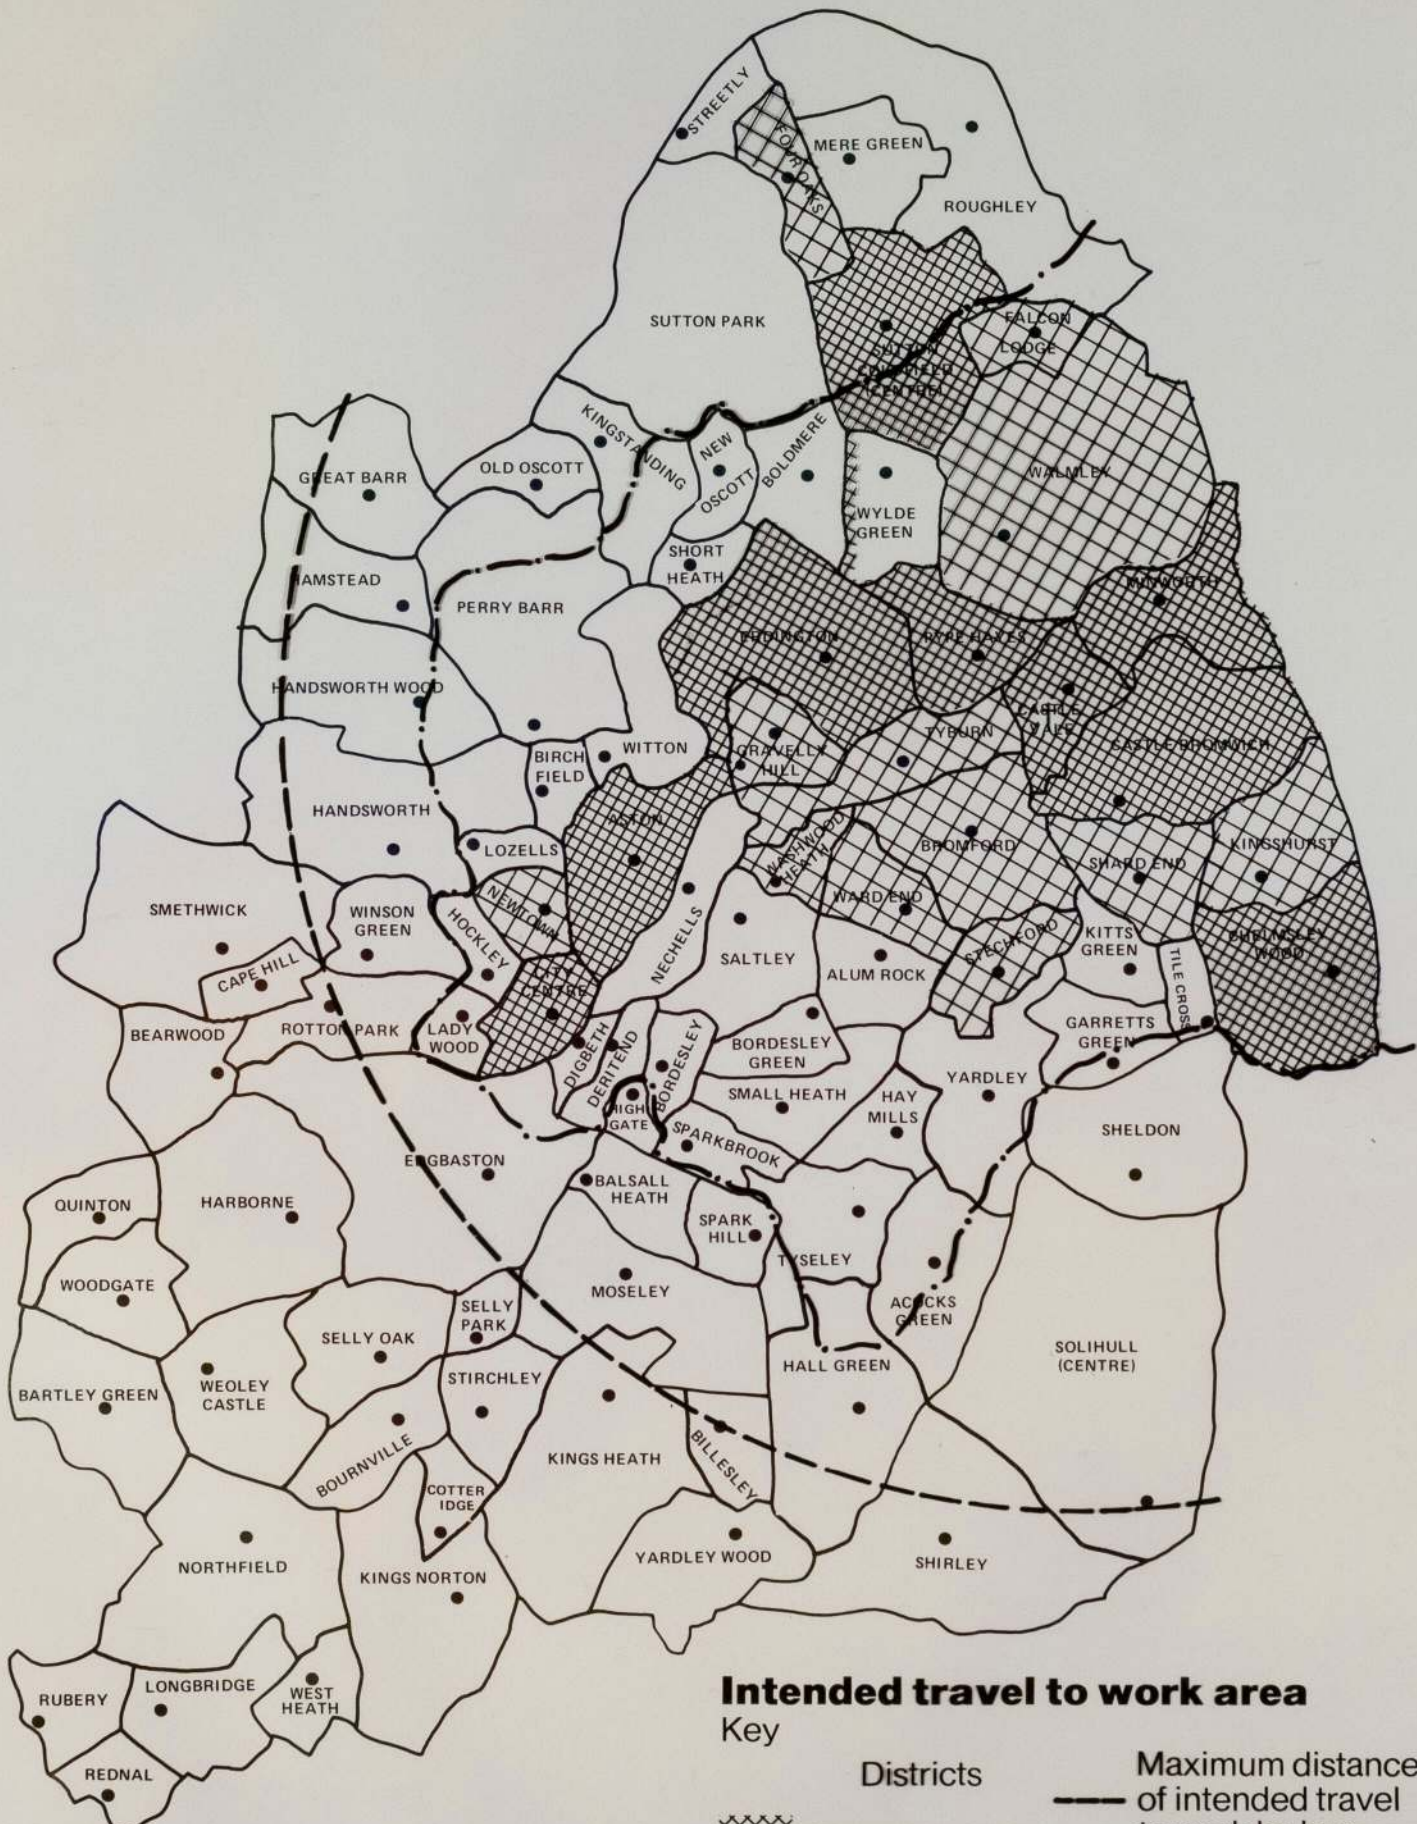 STREETLY
FOUR OAKS
MERE GREEN
ROUGHLEY
SUTTON PARK
FALCON
LODGE
SUTTON
COLDFIELD
(CENTRE)
KINGSTANDING
NEW
OSCOTT
BOLDMERE
OLD OSCOTT
GREAT BARR
WALMLEY
WYLDE
GREEN
SHORT
HEATH
HAMSTEAD
PERRY BARR
MINWORTH
ERDINGTON
PYPE HAYES
HANDSWORTH WOOD
CASTLE
VALE
TYBURN
CASTLE BROMWICH
WITTON
BIRCH
FIELD
GRAVELLY
HILL
HANDSWORTH
ASTON
LOZELLS
WASHWOOD
HEATH
BROMFORD
SHARD END
KINGSHURST
NEWTOWN
WARD END
SMETHWICK
WINSON
GREEN
HOCKLEY
NECHELLS
STECHFORD
KITTS
GREEN
CHELMSLEY
WOOD
SALTLEY
ALUM ROCK
TILE CROSS
CAPE HILL
CITY
CENTRE
BEARWOOD
ROTTON PARK
LADY
WOOD
DIGBETH
DERITEND
BORDESLEY
BORDESLEY
GREEN
GARRETTS
GREEN
YARDLEY
SMALL HEATH
HAY
MILLS
HIGH
GATE
SPARKBROOK
SHELDON
EDGBASTON
BALSALL
HEATH
QUINTON
HARBORNE
SPARK
HILL
TYSELEY
WOODGATE
MOSELEY
ACOCKS
GREEN
SELLY
PARK
SELLY OAK
HALL GREEN
SOLIHULL
(CENTRE)
STIRCHLEY
BARTLEY GREEN
WEOLEY
CASTLE
BOURNVILLE
KINGS HEATH
BILLESLEY
COTTER
IDGE
NORTHFIELD
KINGS NORTON
YARDLEY WOOD
SHIRLEY
RUBERY
LONGBRIDGE
WEST
HEATH
REDNAL
Intended travel to work area
Key
Districts
Maximum distance
of intended travel